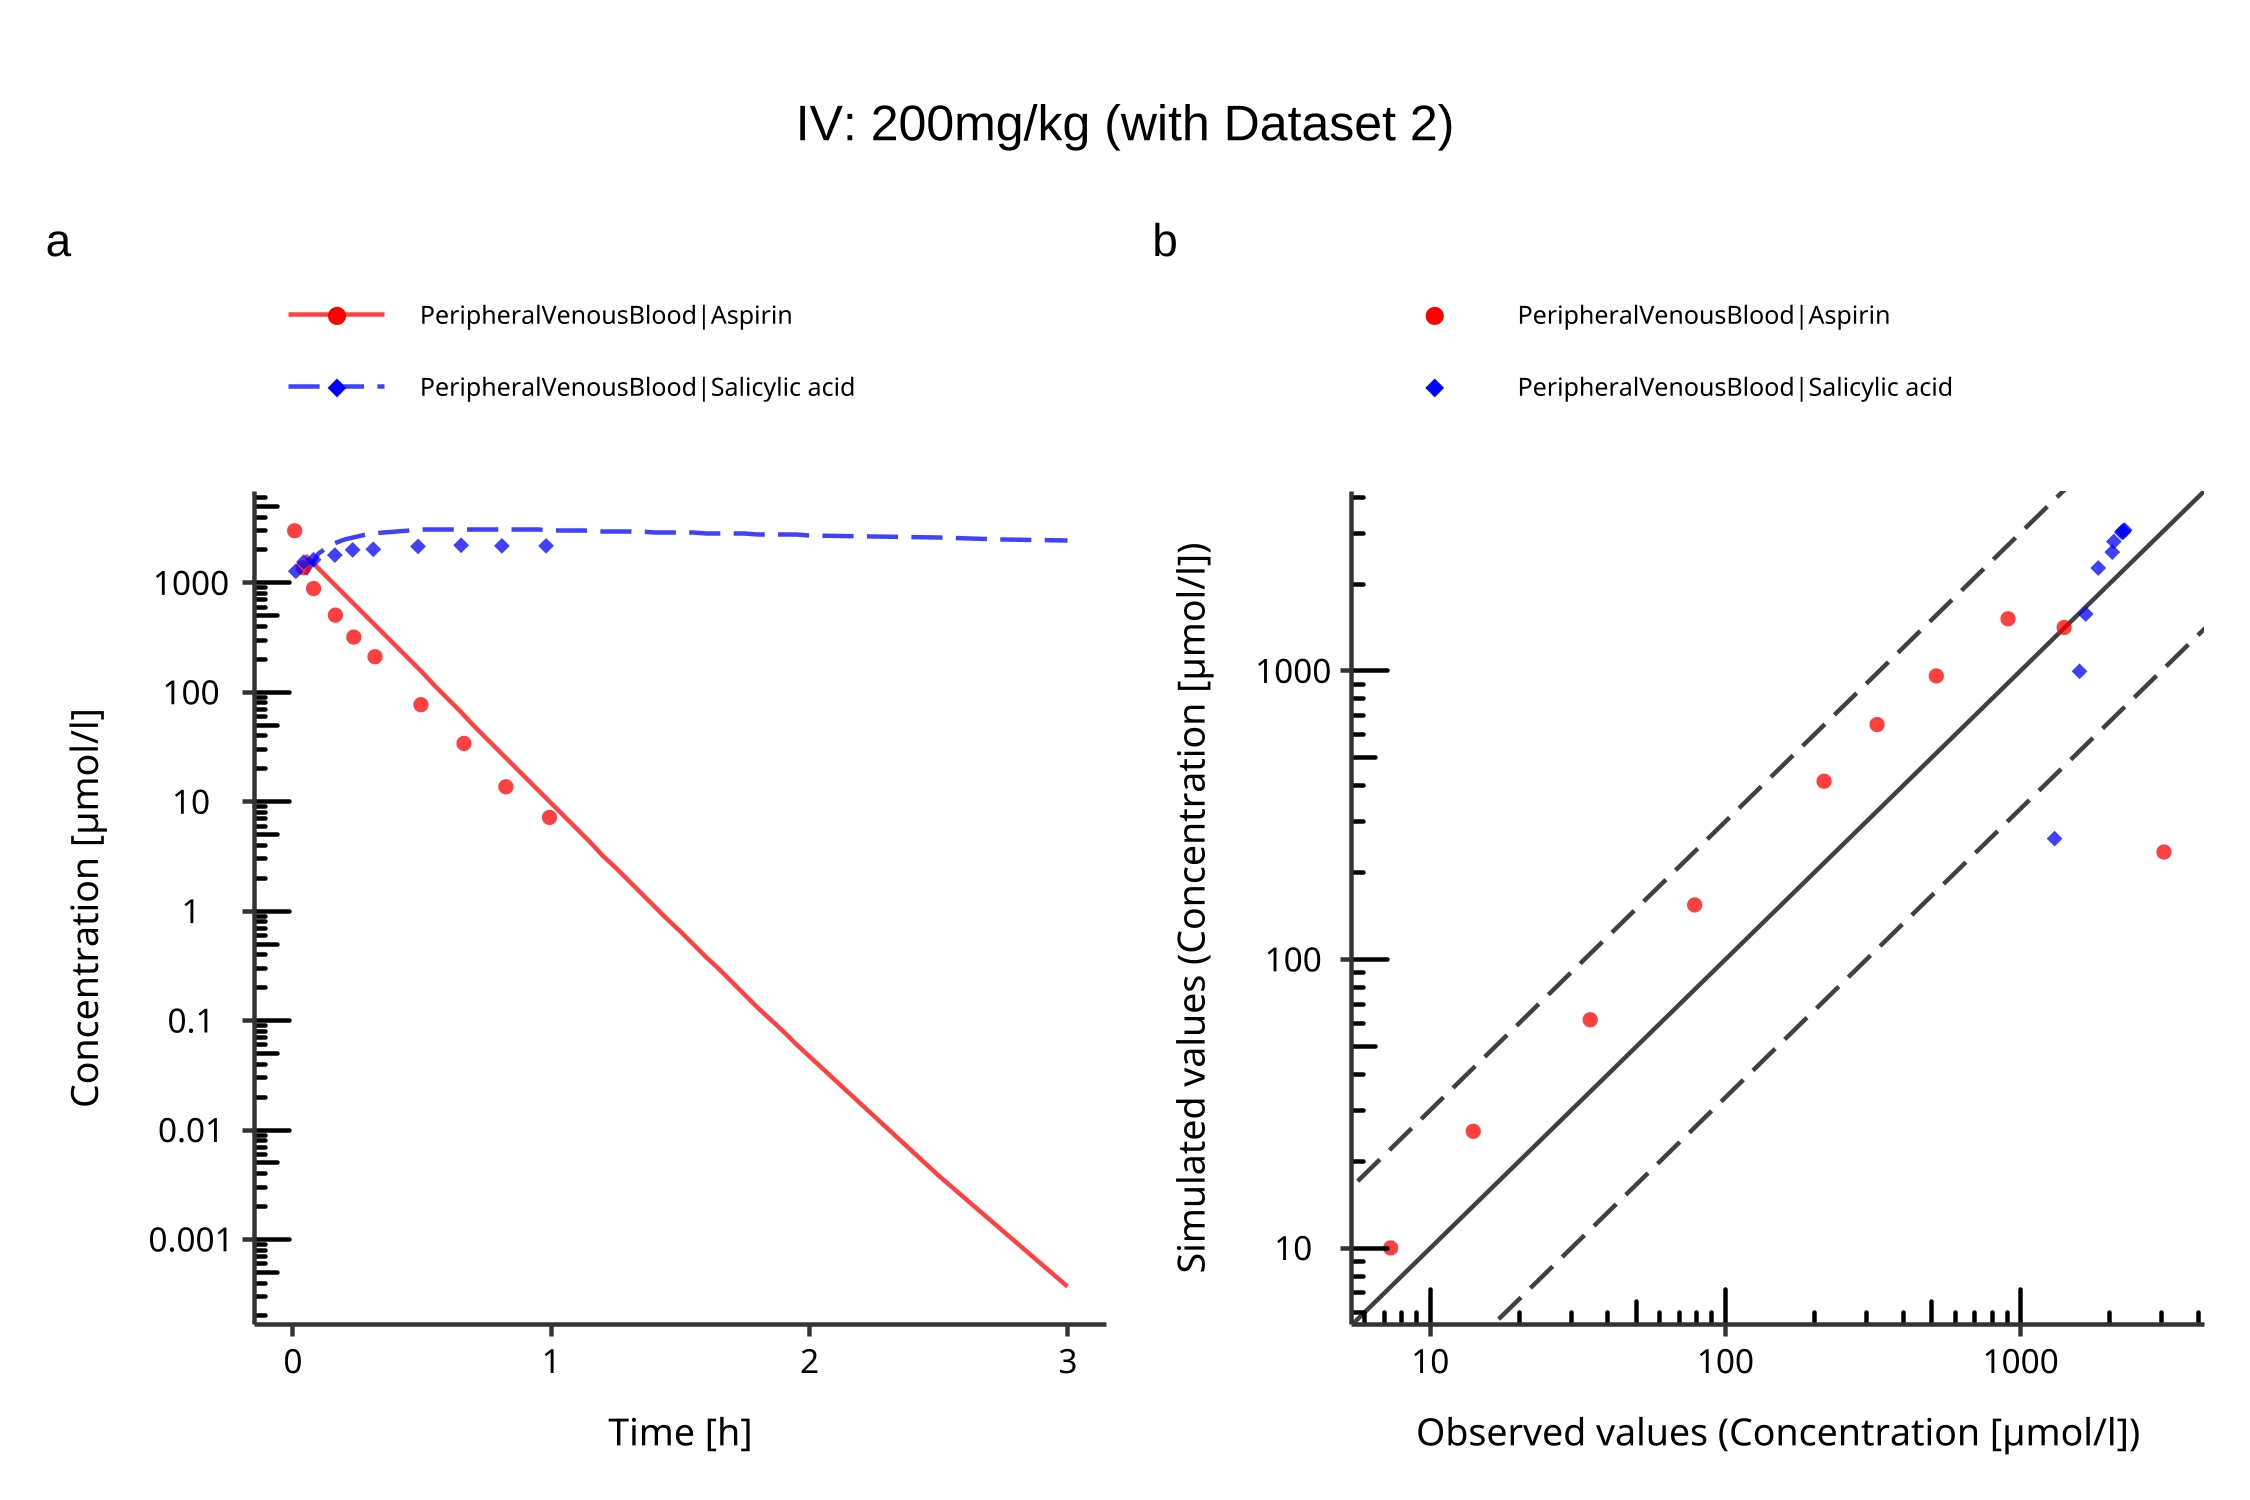 IV: 200mg/kg (with Dataset 2)
a
PeripheralVenousBlood|Aspirin
PeripheralVenousBlood|Salicylic acid
Concentration [µmol/l]
1000
100
10
1
0.1
0.01
0.001
0
1
2
3
Time [h]
b
PeripheralVenousBlood|Aspirin
PeripheralVenousBlood|Salicylic acid
Simulated values (Concentration [µmol/l])
1000
100
10
10
100
1000
Observed values (Concentration [µmol/l])